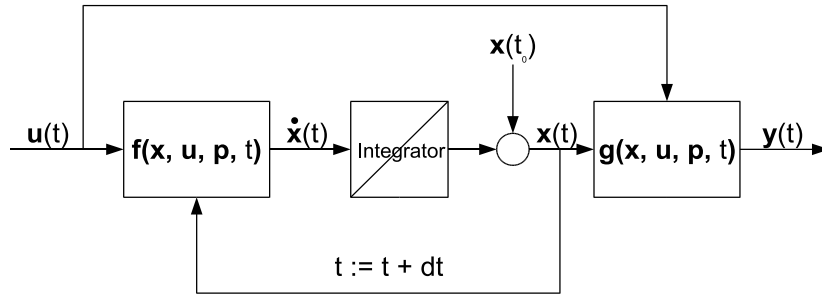 x(t₀)
u(t)
f(x, u, p, t)
ẋ(t)
Integrator
x(t)
g(x, u, p, t)
y(t)
t := t + dt